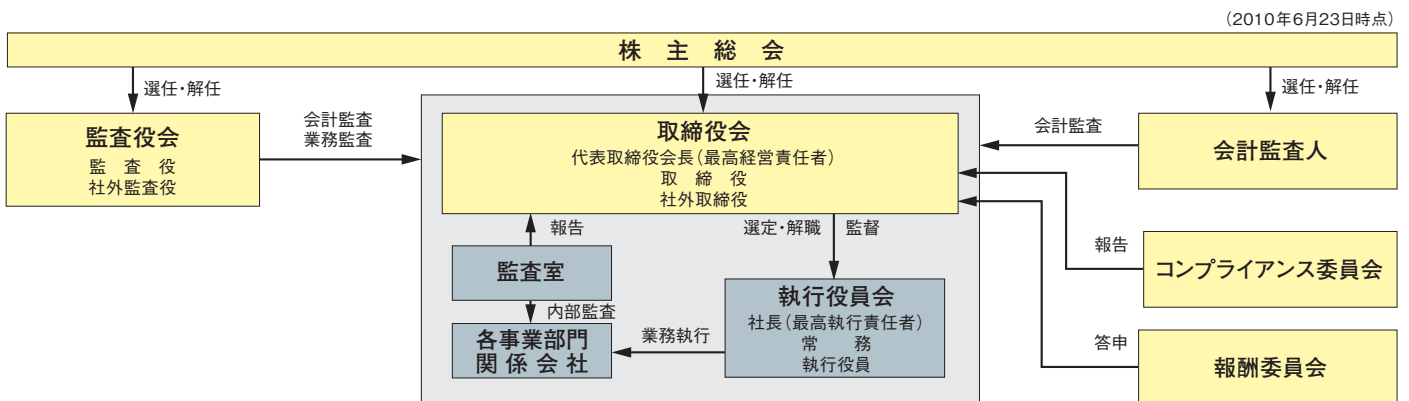 （2010年6月23日時点）
株主総会
選任・解任
選任・解任
選任・解任
監査役会
監査役
社外監査役
会計監査
業務監査
取締役会
代表取締役会長（最高経営責任者）
取締役
社外取締役
会計監査
会計監査人
報告
選定・解職
監督
監査室
内部監査
各事業部門
関係会社
業務執行
執行役員会
社長（最高執行責任者）
常務
執行役員
報告
コンプライアンス委員会
答申
報酬委員会